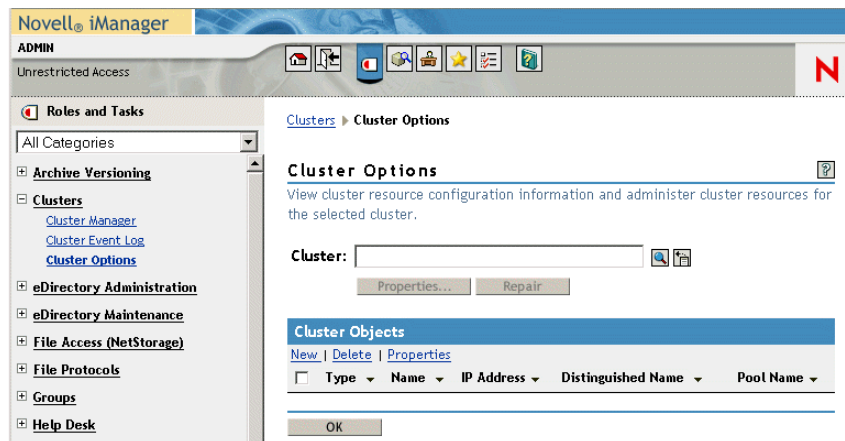 Novell® iManager
ADMIN
Unrestricted Access
N
Roles and Tasks
All Categories
Archive Versioning
Clusters
Cluster Manager
Cluster Event Log
Cluster Options
eDirectory Administration
eDirectory Maintenance
File Access (NetStorage)
File Protocols
Groups
Help Desk
Clusters Cluster Options
Cluster Options
?
View cluster resource configuration information and administer cluster resources for
the selected cluster.
Cluster:
Properties... Repair
Cluster Objects
New | Delete | Properties
Type Name IP Address Distinguished Name Pool Name
OK